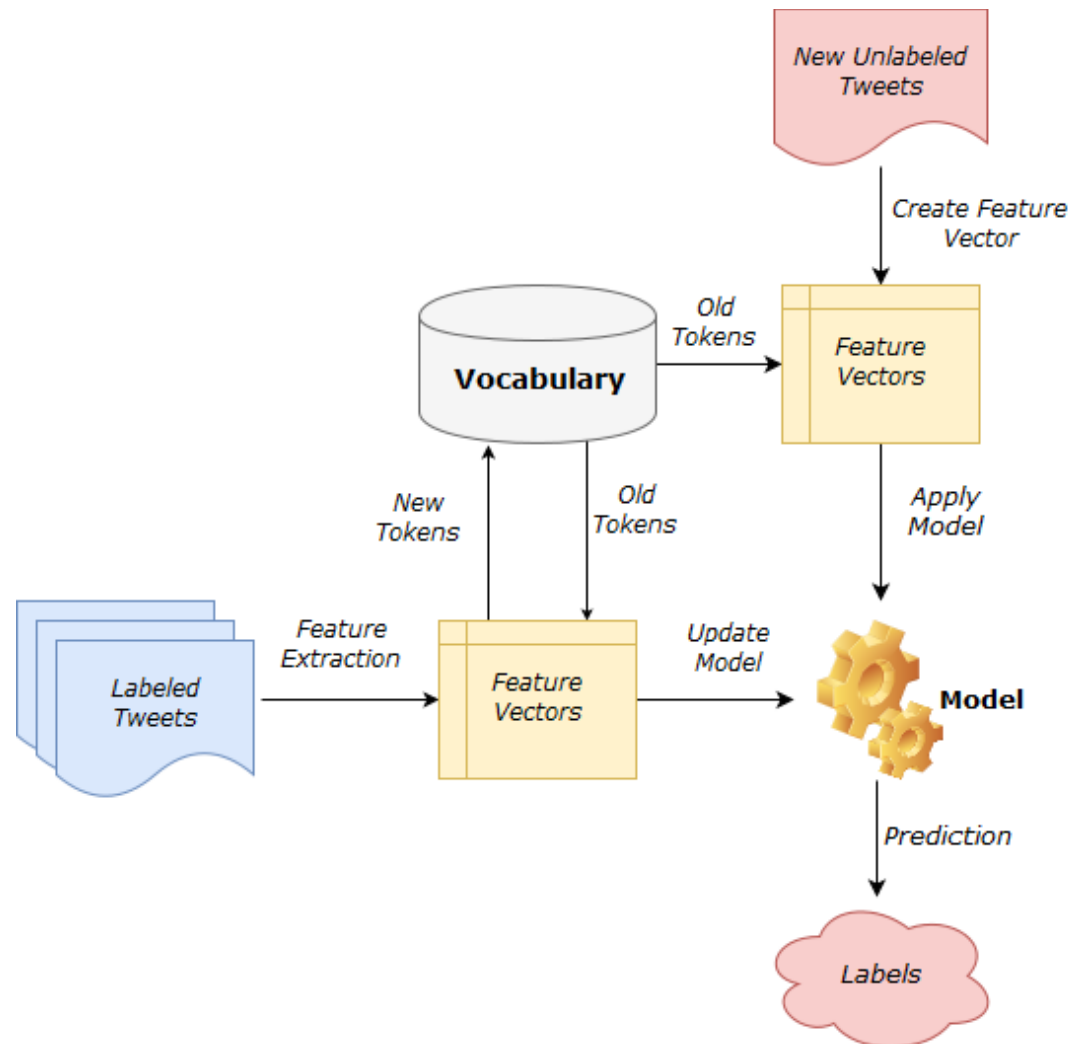 New Unlabeled
Tweets
Create Feature
Vector
Old
Tokens
Feature
Vectors
Vocabulary
New
Tokens
Old
Tokens
Apply
Model
Labeled
Tweets
Feature
Extraction
Feature
Vectors
Update
Model
Model
Prediction
Labels